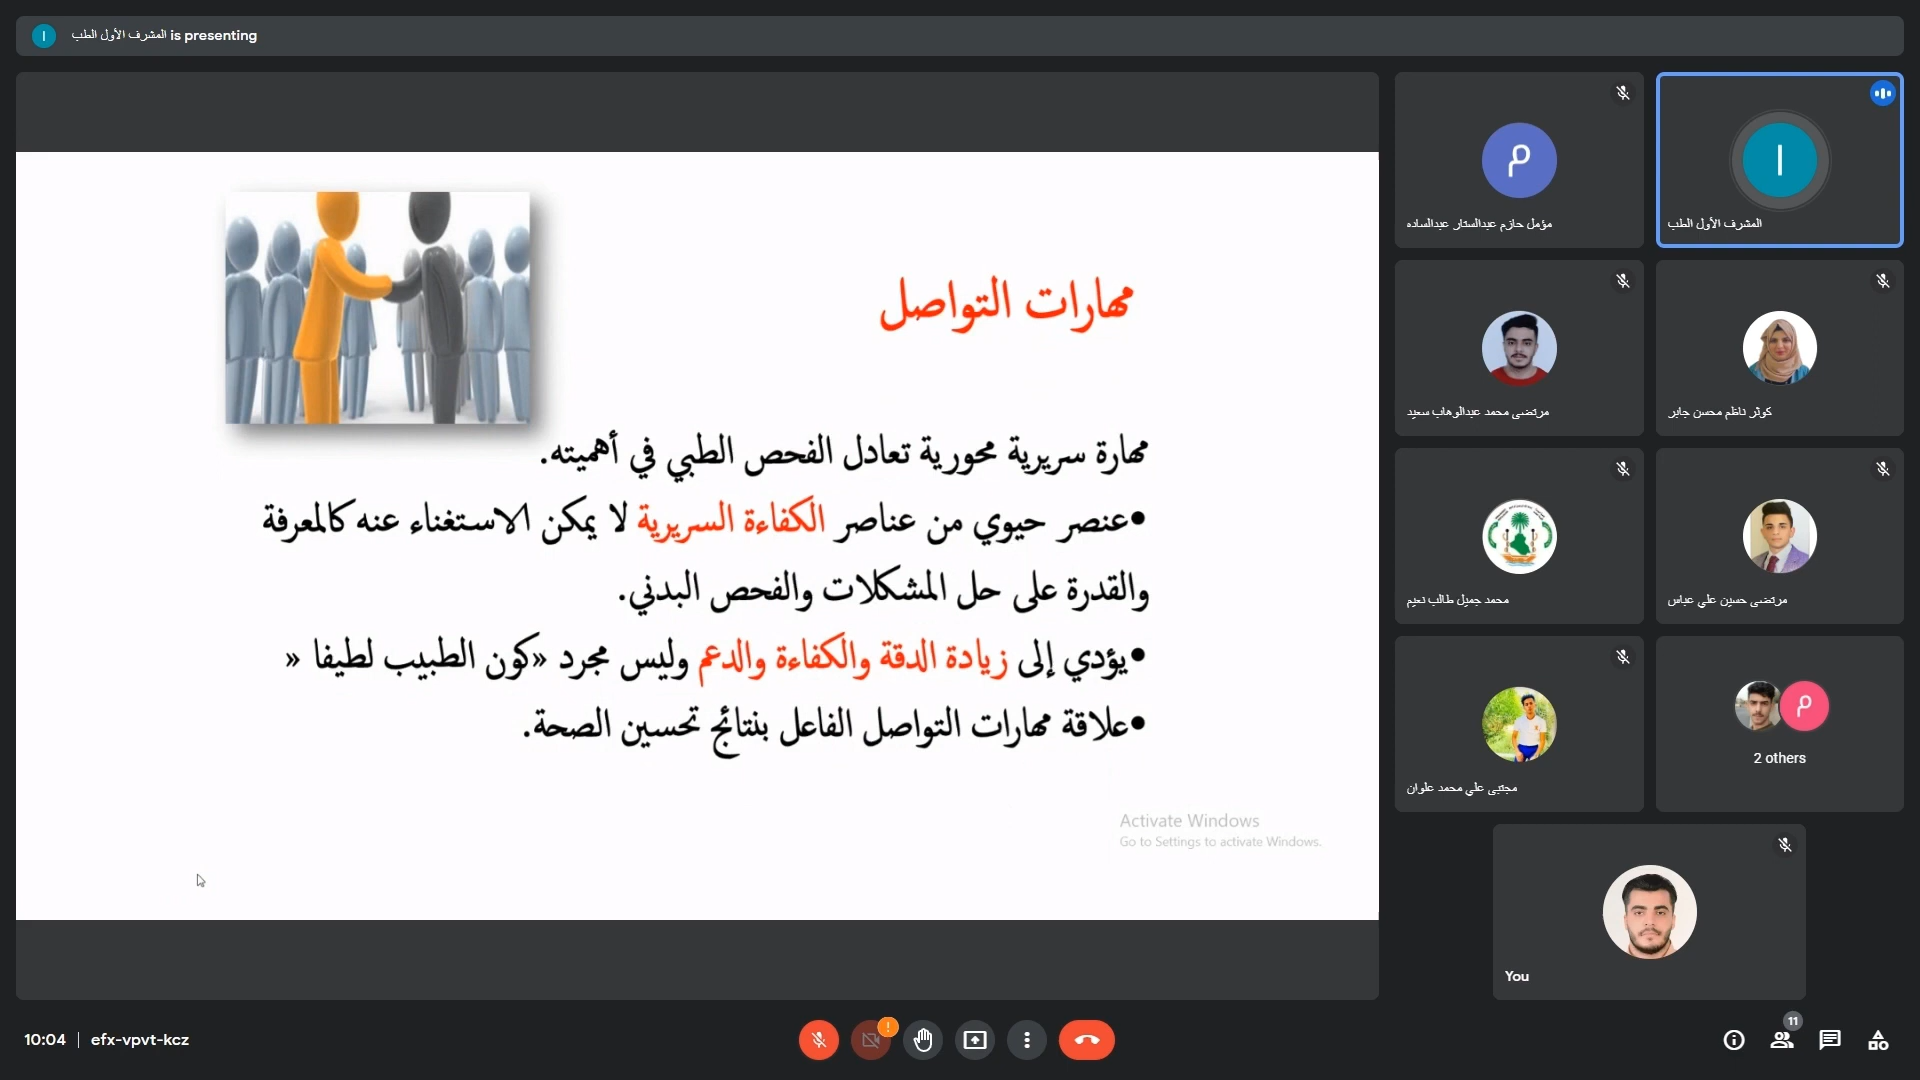 المشرف الأول الطب is presenting
مهارات التواصل
مهارة سريرية محورية تعادل الفحص الطبي في أهميته.
•عنصر حيوي من عناصر الكفاءة السريرية لا يمكن الاستغناء عنه كالمعرفة
والقدرة على حل المشكلات والفحص البدني.
•يؤدي إلى زيادة الدقة والكفاءة والدعم وليس مجرد «كون الطبيب لطيفا «
•علاقة مهارات التواصل الفاعل بنتائج تحسين الصحة.
Activate Windows
Go to Settings to activate Windows.
م
مؤمل حازم عبدالستار عبدالساده
ا
المشرف الأول الطب
مرتضى محمد عبدالوهاب سعيد
كوثر ناظم محسن جابر
محمد جميل طالب نعيم
مرتضى حسين علي عباس
مجتبى علي محمد علوان
م
2 others
You
10:04 | efx-vpvt-kcz
11